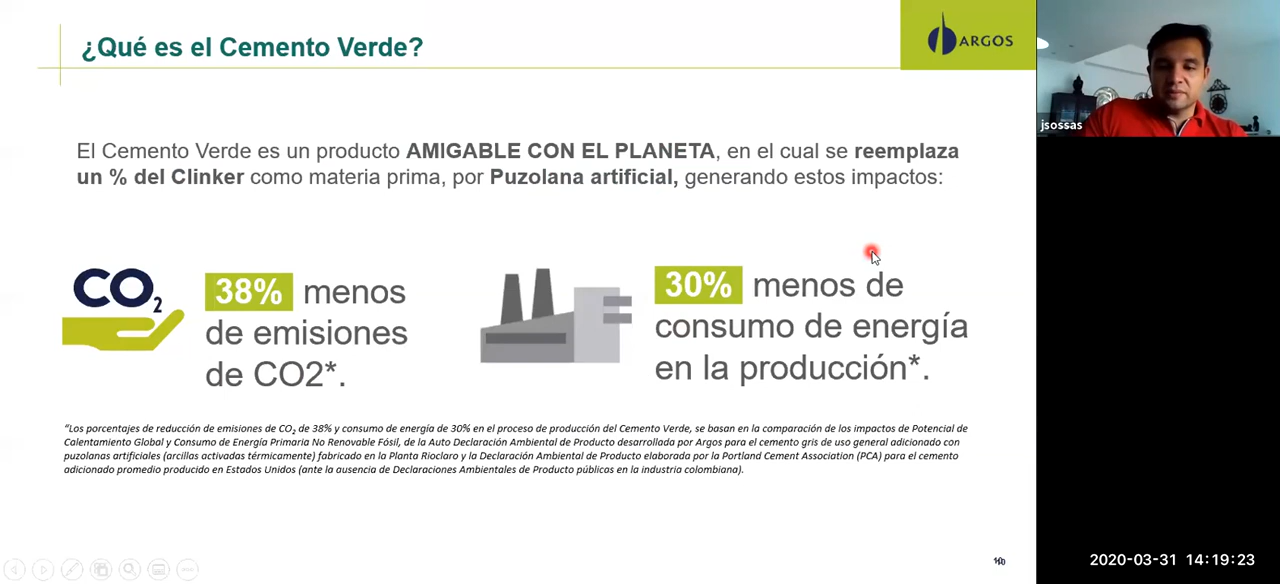 ¿Qué es el Cemento Verde?
ARGOS
jsossas
El Cemento Verde es un producto AMIGABLE CON EL PLANETA, en el cual se reemplaza
un % del Clinker como materia prima, por Puzolana artificial, generando estos impactos:
CO2
38% menos
de emisiones
de CO2*.
30% menos de
consumo de energía
en la producción*.
“Los porcentajes de reducción de emisiones de CO2 de 38% y consumo de energía de 30% en el proceso de producción del Cemento Verde, se basan en la comparación de los impactos de Potencial de
Calentamiento Global y Consumo de Energía Primaria No Renovable Fósil, de la Auto Declaración Ambiental de Producto desarrollada por Argos para el cemento gris de uso general adicionado con
puzolanas artificiales (arcillas activadas térmicamente) fabricado en la Planta Rioclaro y la Declaración Ambiental de Producto elaborada por la Portland Cement Association (PCA) para el cemento
adicionado promedio producido en Estados Unidos (ante la ausencia de Declaraciones Ambientales de Producto públicas en la industria colombiana).
2020-03-31 14:19:23